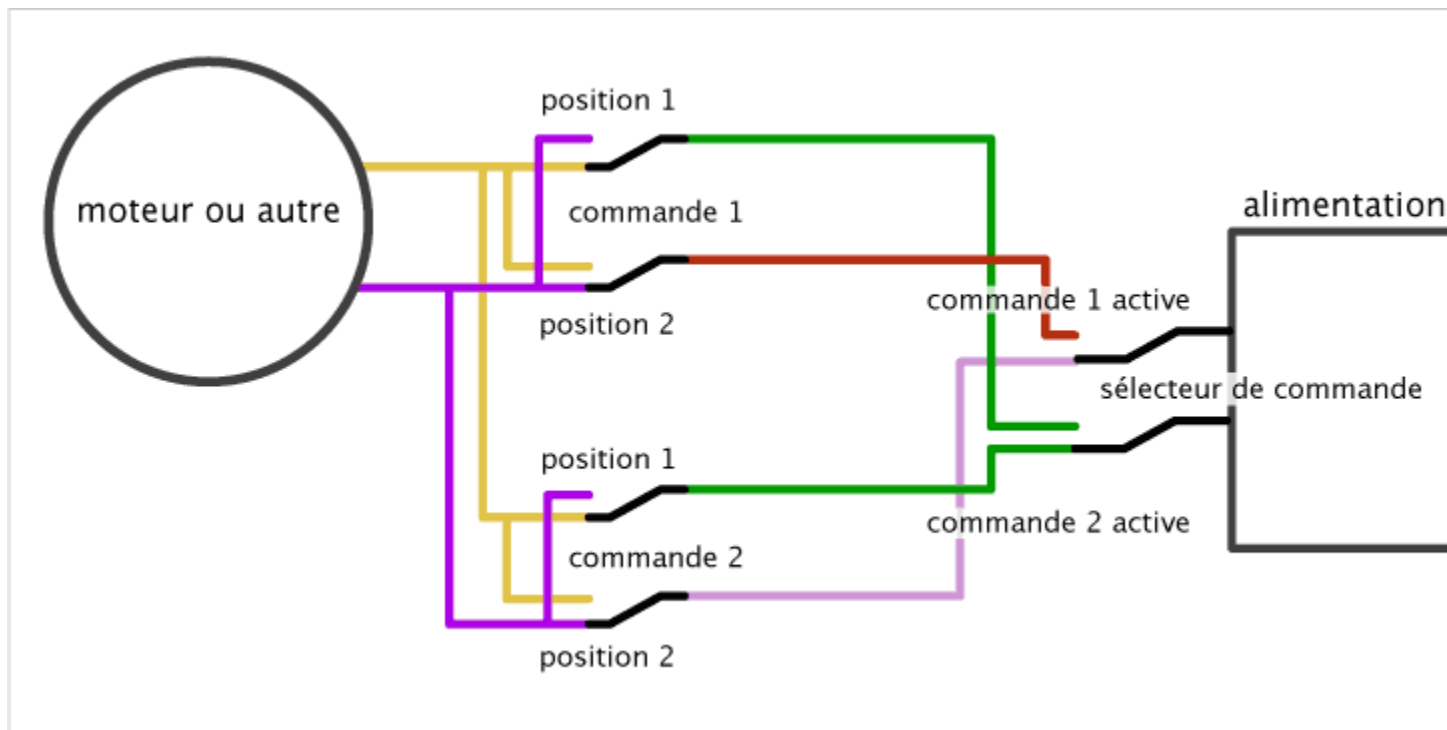 position 1
moteur ou autre
commande 1
alimentation
position 2
commande 1 active
sélecteur de commande
position 1
commande 2 active
commande 2
position 2